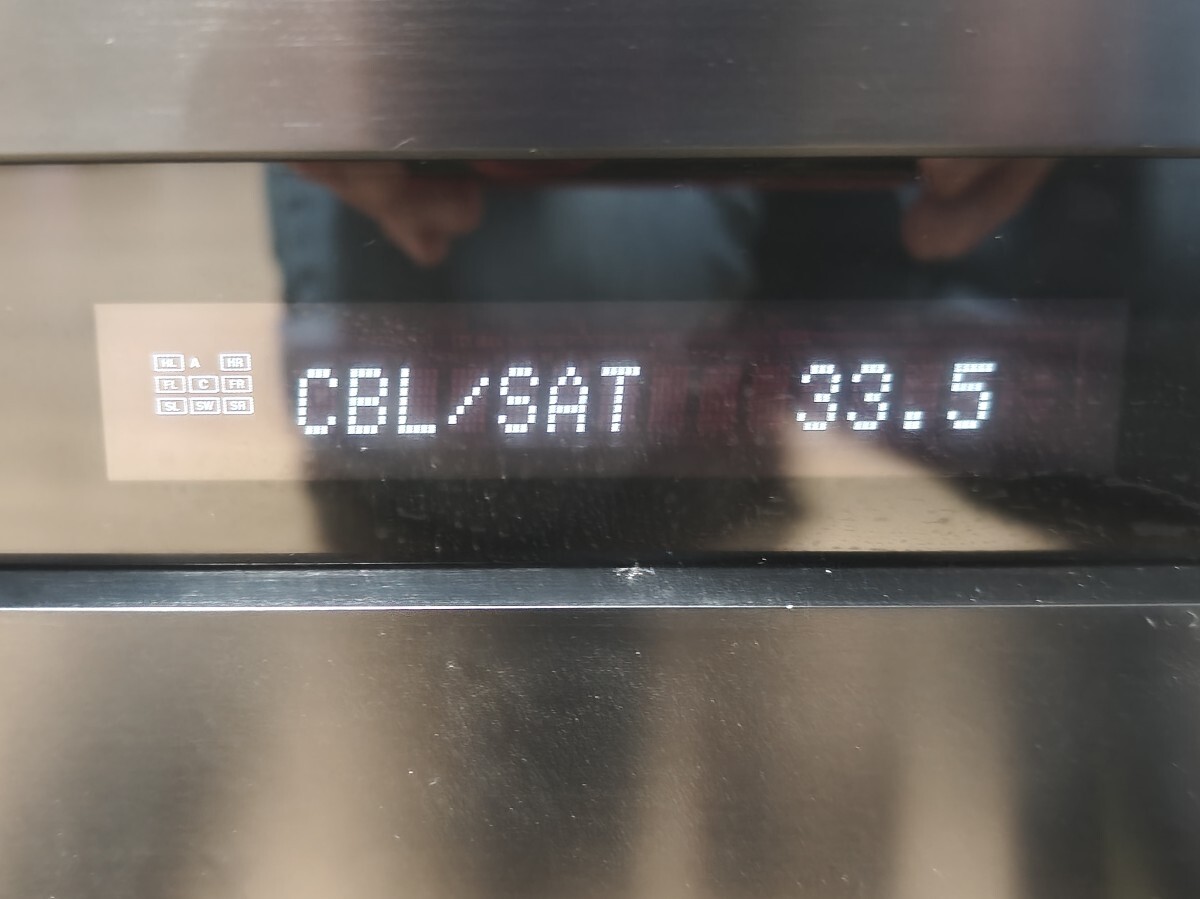 HL A HR
FL C FR
SL SW SR
CBL/SAT 33.5